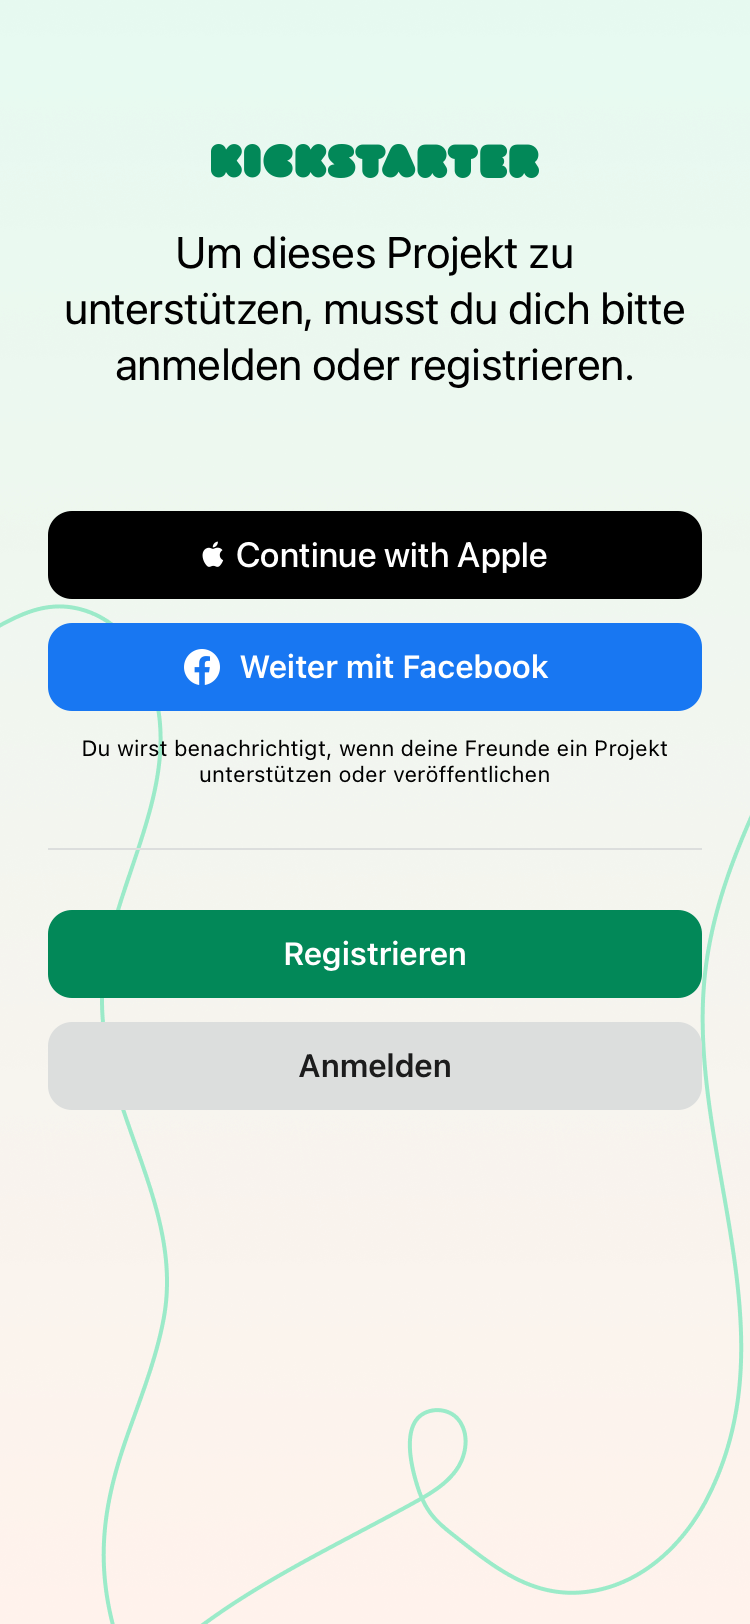 KICKSTARTER
Um dieses Projekt zu
unterstützen, musst du dich bitte
anmelden oder registrieren.
Continue with Apple
Weiter mit Facebook
Du wirst benachrichtigt, wenn deine Freunde ein Projekt
unterstützen oder veröffentlichen
Registrieren
Anmelden